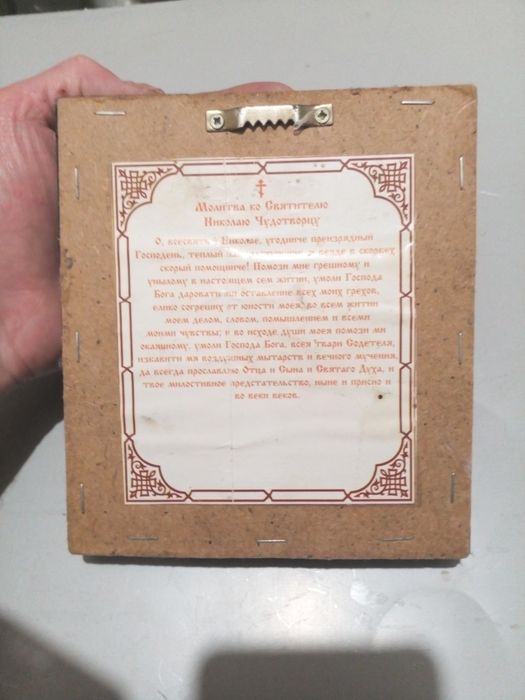 Молитва ко Святителю
Николаю Чудотворцу
О, всесвятый Николае, угодниче преизрядный
Господень, теплый наш заступниче, и везде в скорбех
скорый помощниче! Помози мне грешному и
унылому в настоящем сем житии, умоли Господа
Бога даровати ми оставление всех моих грехов,
елико согреших от юности моея, во всем житии
моем делом, словом, помышлением и всеми
моими чувствы; и во исходе души моея помози ми
окаянному, умоли Господа Бога, всея твари Содетеля,
избавити мя воздушных мытарств и вечного мучения,
да всегда прославляю Отца и Сына и Святаго Духа, и
твое милостивное предстательство, ныне и присно и
во веки веков.